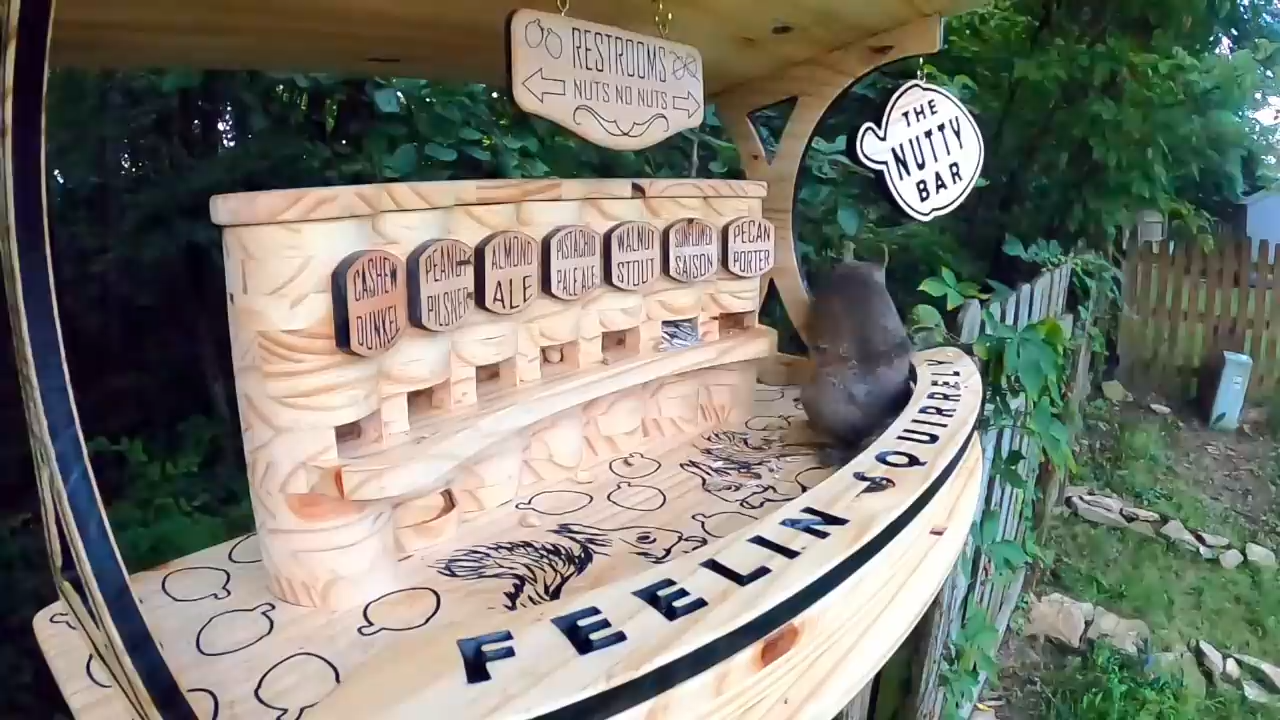 RESTROOMS
NUTS NO NUTS
THE
NUTTY
BAR
CASHEW
DUNKEL
PEANUT
PILSNER
ALMOND
ALE
PISTACHIO
PALE ALE
WALNUT
STOUT
SUNFLOWER
SAISON
PECAN
PORTER
FEELIN SQUIRRELY